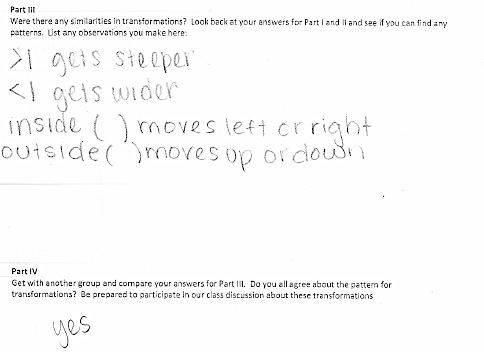 Part III
Were there any similarities in transformations? Look back at your answers for Part I and II and see if you can find any
patterns. List any observations you make here:
>1 gets steeper
<1 gets wider
inside ( ) moves left or right
outside ( ) moves up or down
Part IV
Get with another group and compare your answers for Part III. Do you all agree about the pattern for
transformations? Be prepared to participate in our class discussion about these transformations
yes